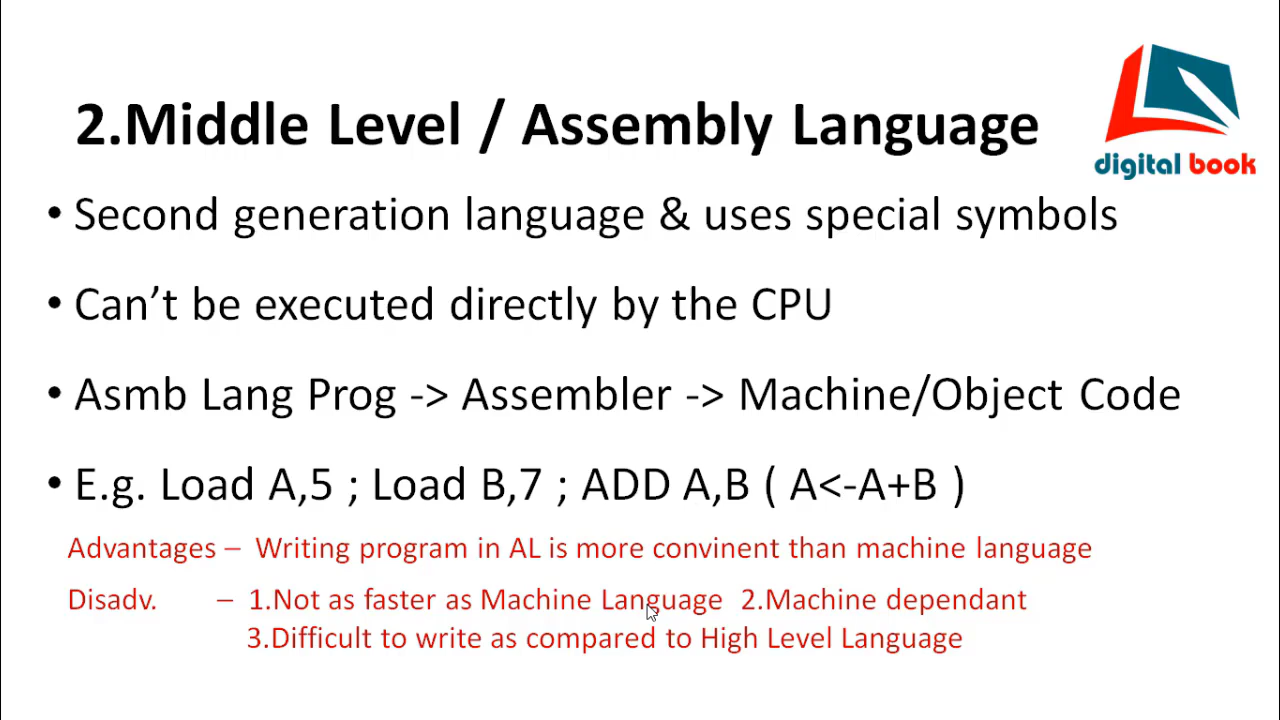 2.Middle Level / Assembly Language
digital book
• Second generation language & uses special symbols
• Can’t be executed directly by the CPU
• Asmb Lang Prog -> Assembler -> Machine/Object Code
• E.g. Load A,5 ; Load B,7 ; ADD A,B ( A<-A+B )
Advantages – Writing program in AL is more convinent than machine language
Disadv. – 1.Not as faster as Machine Language 2.Machine dependant
3.Difficult to write as compared to High Level Language